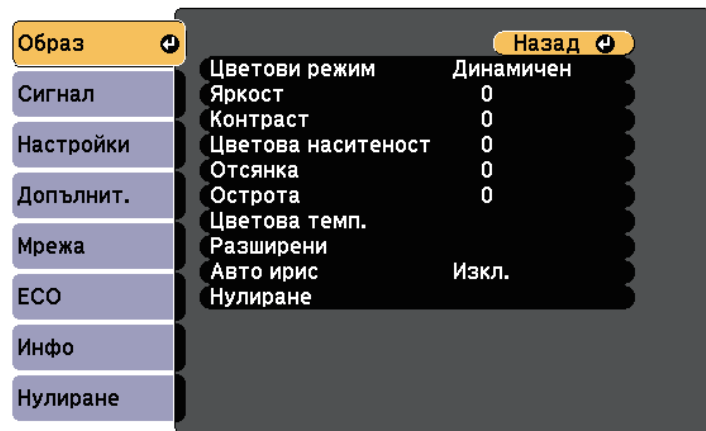 Образ
Сигнал
Настройки
Допълнит.
Мрежа
ECO
Инфо
Нулиране
Назад
Цветови режим Динамичен
Яркост 0
Контраст 0
Цветова наситеност 0
Отсянка 0
Острота 0
Цветова темп.
Разширени
Авто ирис Изкл.
Нулиране